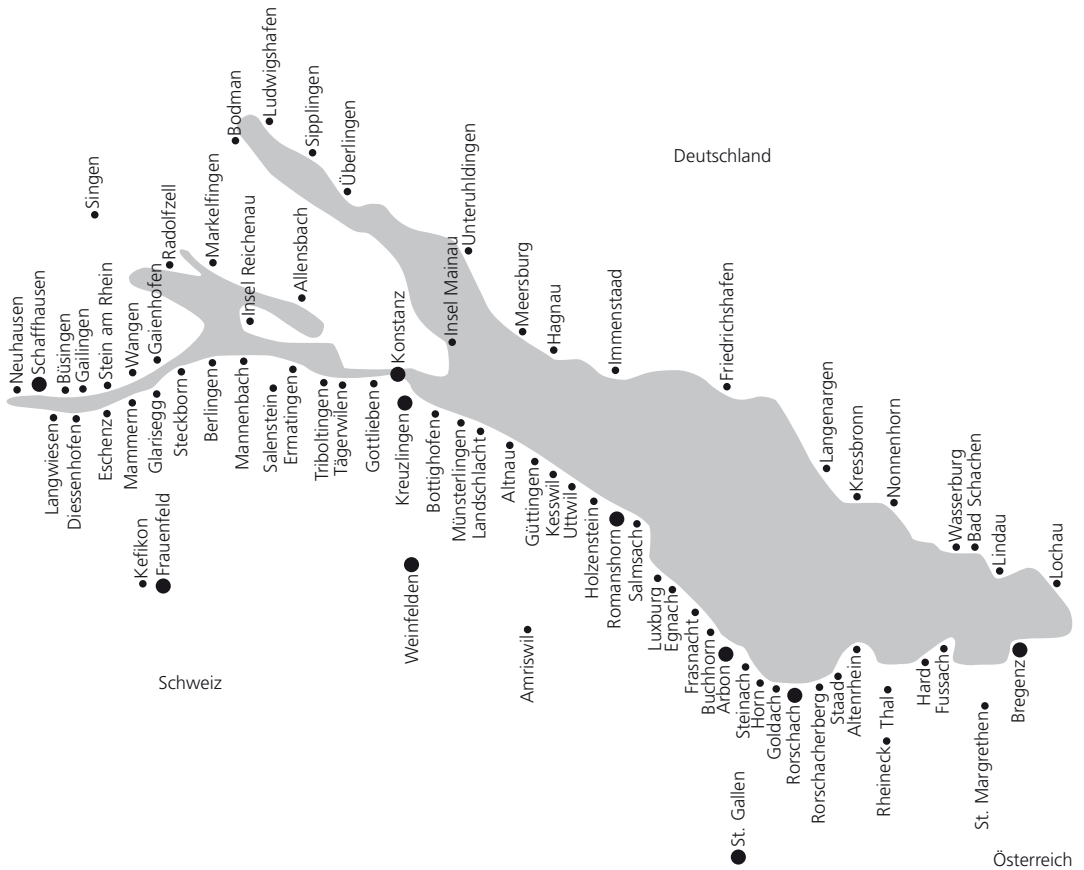 Deutschland
Schweiz
Österreich
Neuhausen
Schaffhausen
Büsingen
Gailingen
Stein am Rhein
Wangen
Gaienhofen
Singen
Radolfzell
Markelfingen
Insel Reichenau
Allensbach
Bodman
Ludwigshafen
Sipplingen
Überlingen
Konstanz
Insel Mainau
Unteruhldingen
Meersburg
Hagnau
Immenstaad
Friedrichshafen
Langenargen
Kressbronn
Nonnenhorn
Wasserburg
Bad Schachen
Lindau
Lochau
Langwiesen
Diessenhofen
Eschenz
Mammern
Glarisegg
Steckborn
Berlingen
Mannenbach
Salenstein
Ermatingen
Triboltingen
Tägerwilen
Gottlieben
Kreuzlingen
Bottighofen
Münsterlingen
Landschlacht
Altnau
Güttingen
Kesswil
Uttwil
Holzenstein
Romanshorn
Salmsach
Luxburg
Egnach
Frasnacht
Buchhorn
Arbon
Steinach
Horn
Goldach
Rorschach
Rorschacherberg
Staad
Altenrhein
Thal
Rheineck
Hard
Fussach
St. Margrethen
Bregenz
Kefikon
Frauenfeld
Weinfelden
Amriswil
St. Gallen